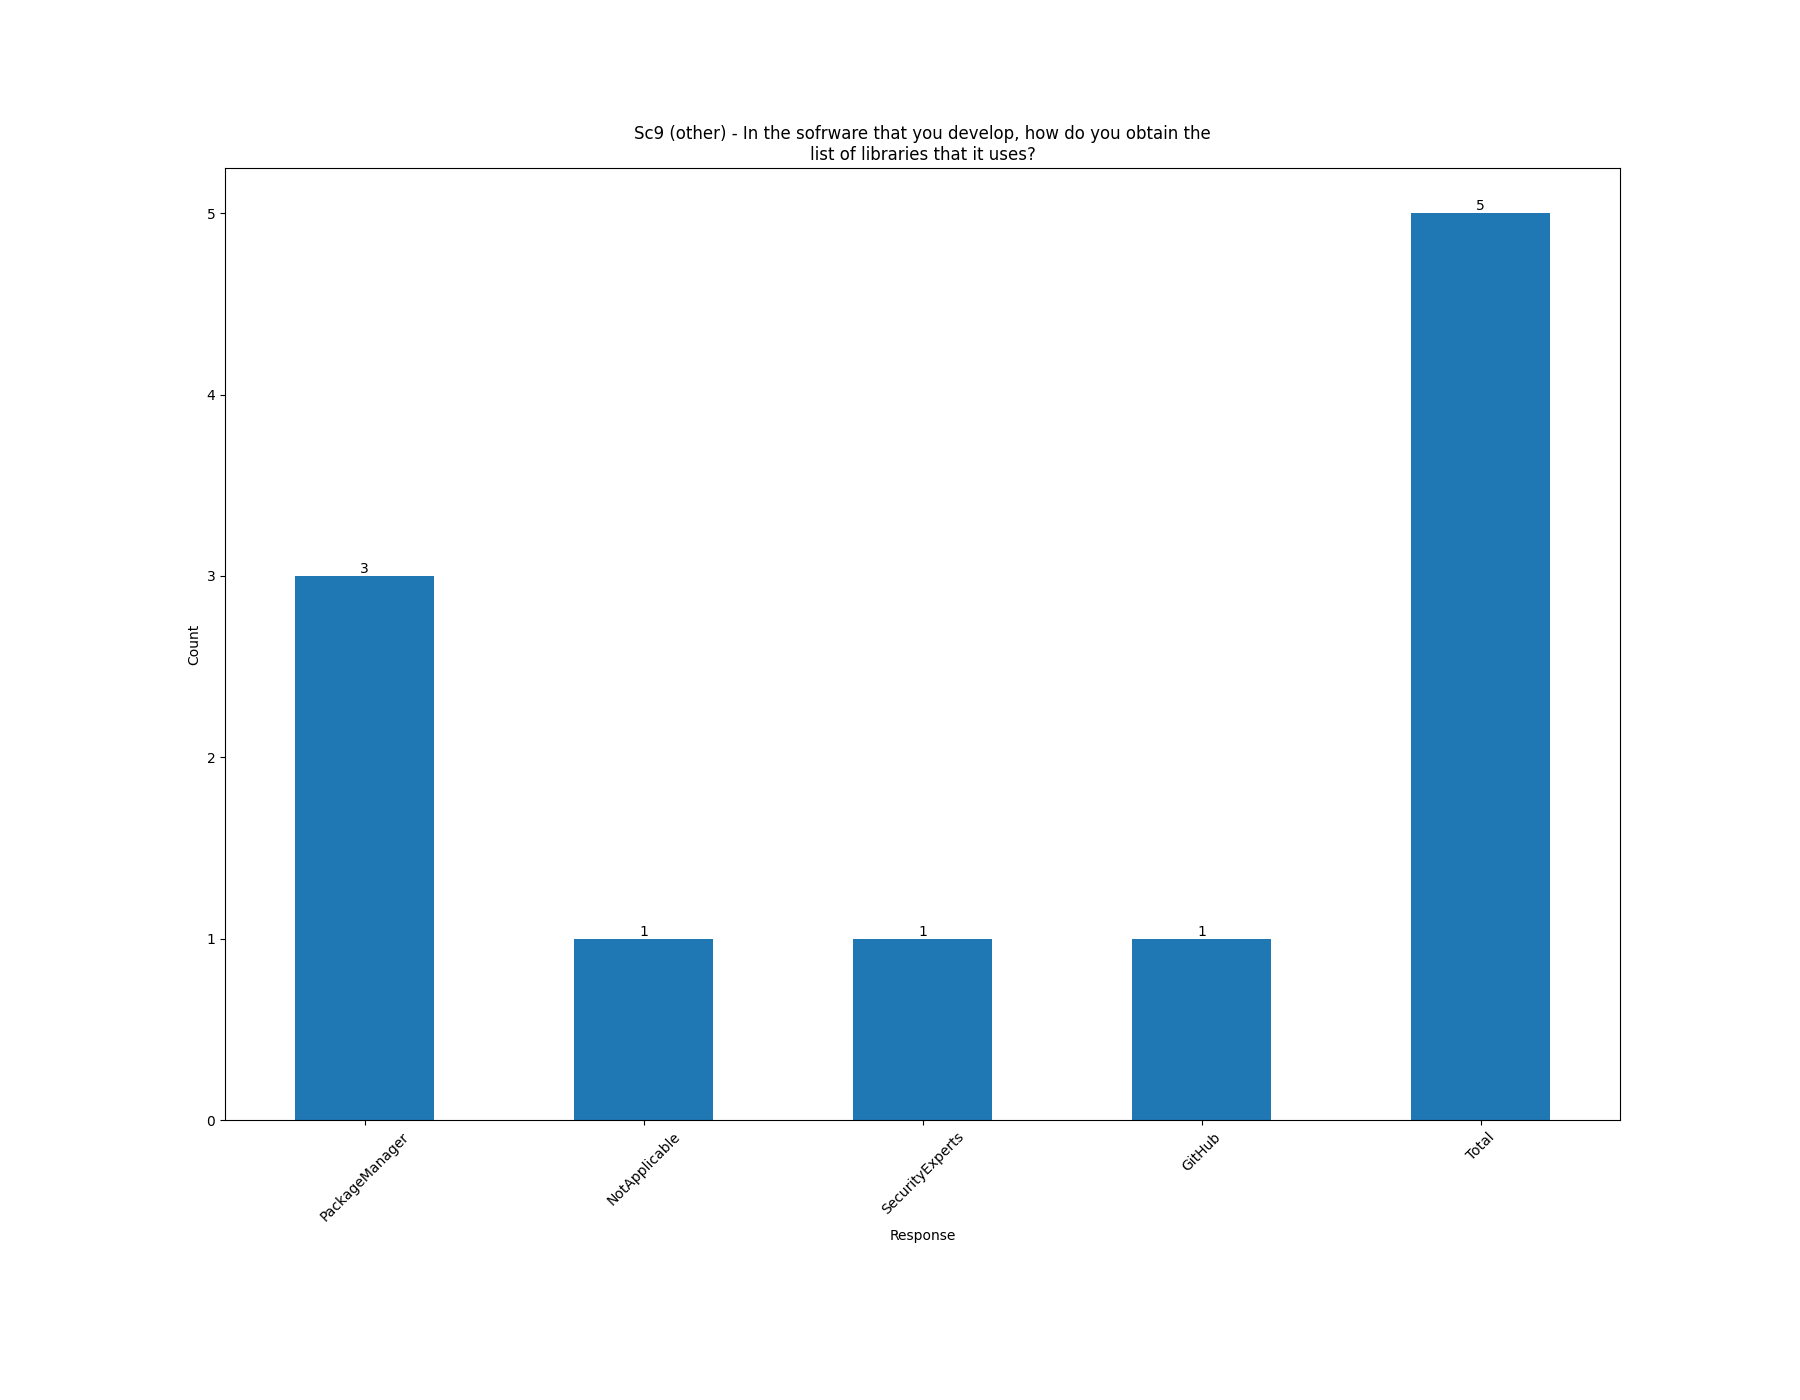 Sc9 (other) - In the sofrware that you develop, how do you obtain the
list of libraries that it uses?
5
4
3
2
1
0
Count
3
1
1
1
5
PackageManager
NotApplicable
SecurityExperts
GitHub
Total
Response